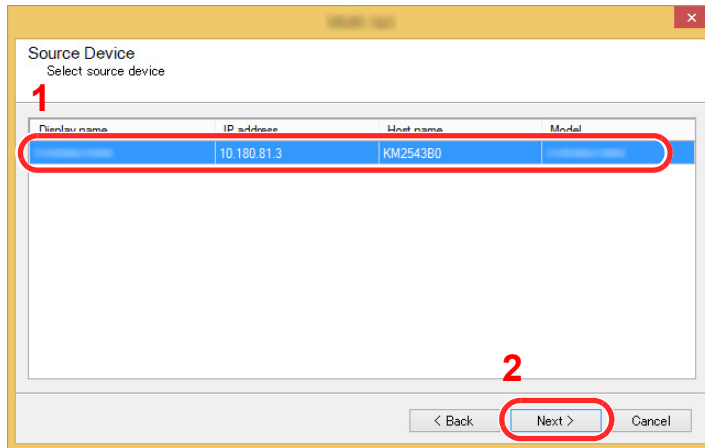 Source Device
Select source device
1
Display name IP address Host name Model
10.180.81.3 KM2543B0
2
< Back Next > Cancel